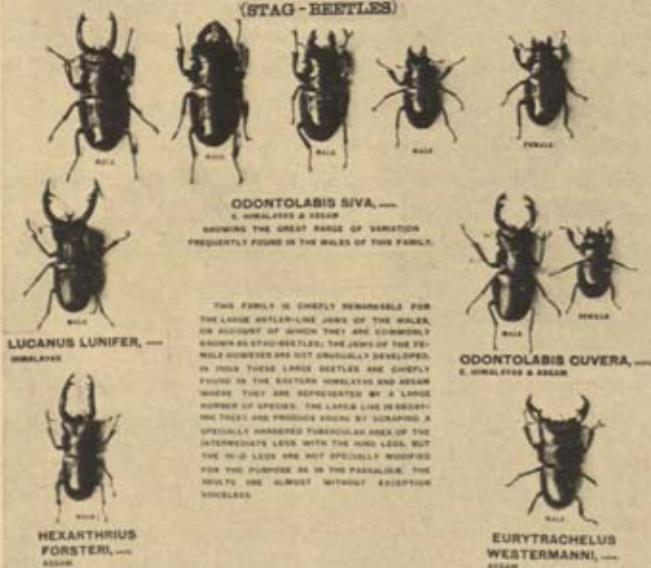 (STAG-BEETLES)
MALE
MALE
MALE
MALE
FEMALE
ODONTOLABIS SIVA,
E. HIMALAYAS & ASSAM
SHOWING THE GREAT RANGE OF VARIATION
FREQUENTLY FOUND IN THE MALES OF THIS FAMILY.
MALE
LUCANUS LUNIFER,
HIMALAYAS
MALE
FEMALE
ODONTOLABIS CUVERA,
E. HIMALAYAS & ASSAM
THIS FAMILY IS CHIEFLY REMARKABLE FOR
THE LARGE ANTLER-LIKE JAWS OF THE MALES,
ON ACCOUNT OF WHICH THEY ARE COMMONLY
KNOWN AS STAG-BEETLES; THE JAWS OF THE FE-
MALE HOWEVER ARE NOT UNUSUALLY DEVELOPED.
IN INDIA THESE LARGE BEETLES ARE CHIEFLY
FOUND IN THE EASTERN HIMALAYAS AND ASSAM
WHERE THEY ARE REPRESENTED BY A LARGE
NUMBER OF SPECIES. THE LARVÆ LIVE IN DECAY-
ING TREES AND PRODUCE SOUND BY SCRAPING A
SPECIALLY HARDENED TUBERCULAR AREA OF THE
INTERMEDIATE LEGS WITH THE HIND LEGS, BUT
THE HIND LEGS ARE NOT SPECIALLY MODIFIED
FOR THE PURPOSE AS IN THE PASSALIDÆ. THE
ADULTS ARE ALMOST WITHOUT EXCEPTION
VOICELESS
MALE
HEXARTHRIUS
FORSTERI,
ASSAM
MALE
EURYTRACHELUS
WESTERMANNI,
ASSAM